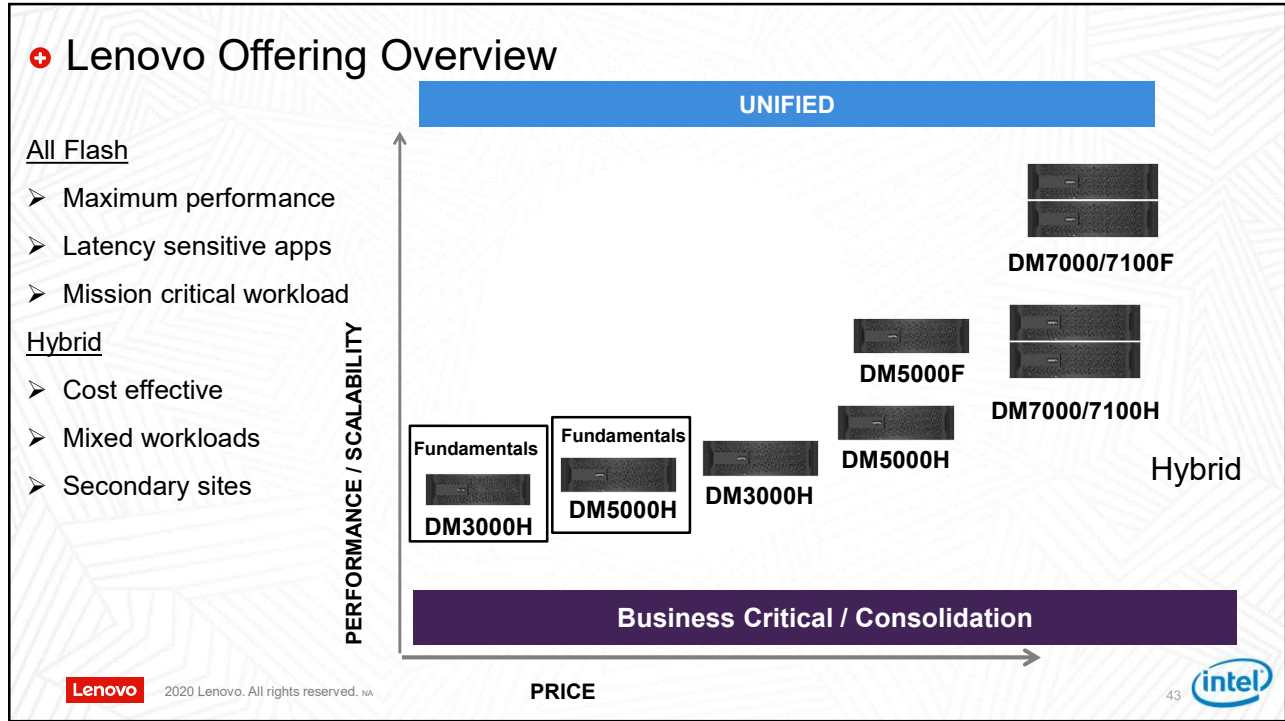 Lenovo Offering Overview
UNIFIED
All Flash
➢ Maximum performance
➢ Latency sensitive apps
➢ Mission critical workload
Hybrid
➢ Cost effective
➢ Mixed workloads
➢ Secondary sites
PERFORMANCE / SCALABILITY
DM7000/7100F
DM5000F
DM7000/7100H
DM5000H
Hybrid
Fundamentals
DM3000H
Fundamentals
DM5000H
DM3000H
Business Critical / Consolidation
PRICE
Lenovo
2020 Lenovo. All rights reserved. NA
43
intel